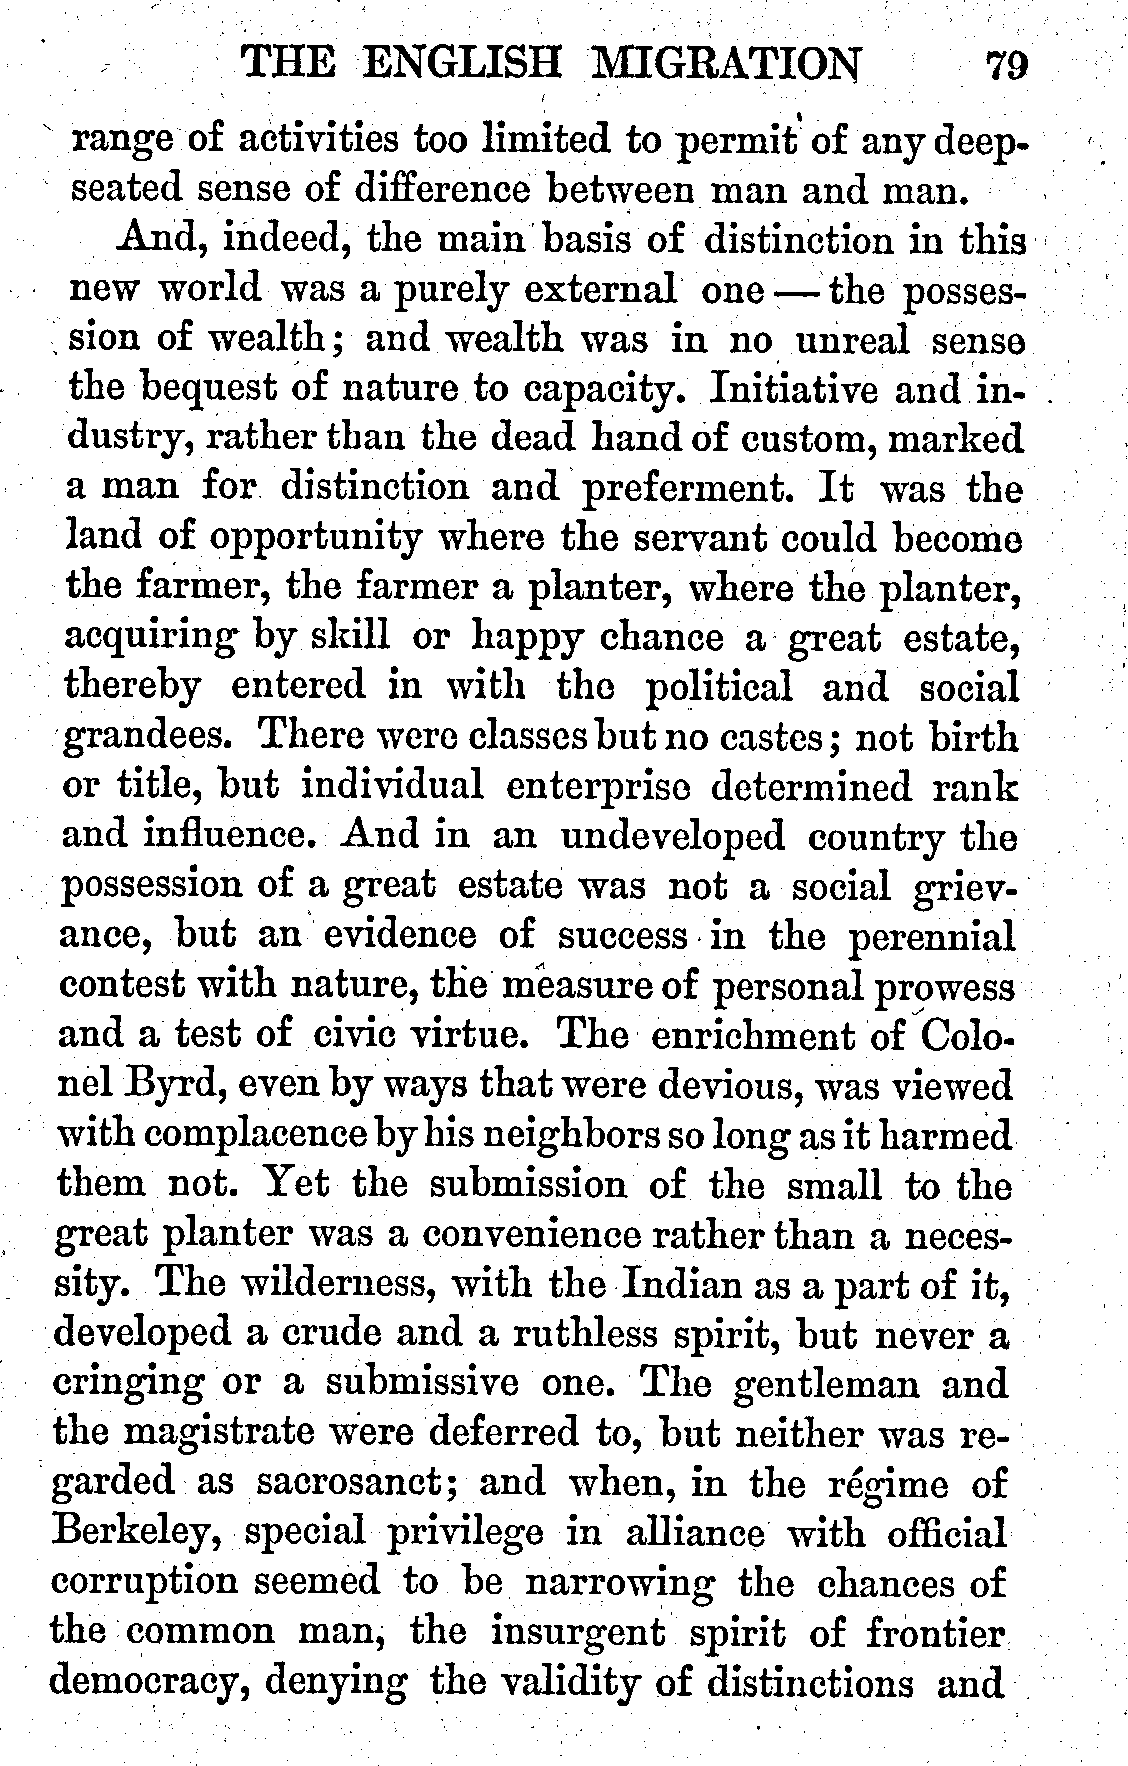 THE ENGLISH MIGRATION 79
range of activities too limited to permit of any deep-
seated sense of difference between man and man.
And, indeed, the main basis of distinction in this
new world was a purely external one — the posses-
sion of wealth; and wealth was in no unreal sense
the bequest of nature to capacity. Initiative and in-
dustry, rather than the dead hand of custom, marked
a man for distinction and preferment. It was the
land of opportunity where the servant could become
the farmer, the farmer a planter, where the planter,
acquiring by skill or happy chance a great estate,
thereby entered in with the political and social
grandees. There were classes but no castes; not birth
or title, but individual enterprise determined rank
and influence. And in an undeveloped country the
possession of a great estate was not a social griev-
ance, but an evidence of success in the perennial
contest with nature, the measure of personal prowess
and a test of civic virtue. The enrichment of Colo-
nel Byrd, even by ways that were devious, was viewed
with complacence by his neighbors so long as it harmed
them not. Yet the submission of the small to the
great planter was a convenience rather than a neces-
sity. The wilderness, with the Indian as a part of it,
developed a crude and a ruthless spirit, but never a
cringing or a submissive one. The gentleman and
the magistrate were deferred to, but neither was re-
garded as sacrosanct; and when, in the régime of
Berkeley, special privilege in alliance with official
corruption seemed to be narrowing the chances of
the common man, the insurgent spirit of frontier
democracy, denying the validity of distinctions and